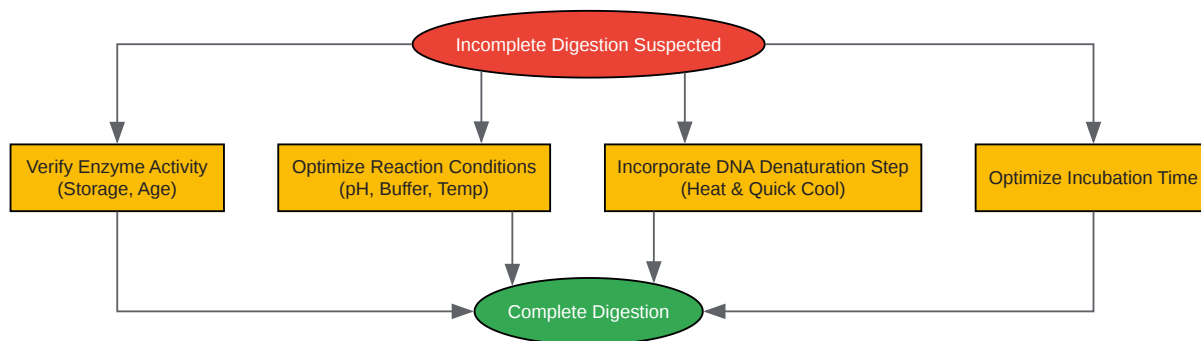 Incomplete Digestion Suspected
Verify Enzyme Activity
(Storage, Age)
Optimize Reaction Conditions
(pH, Buffer, Temp)
Incorporate DNA Denaturation Step
(Heat & Quick Cool)
Optimize Incubation Time
Complete Digestion